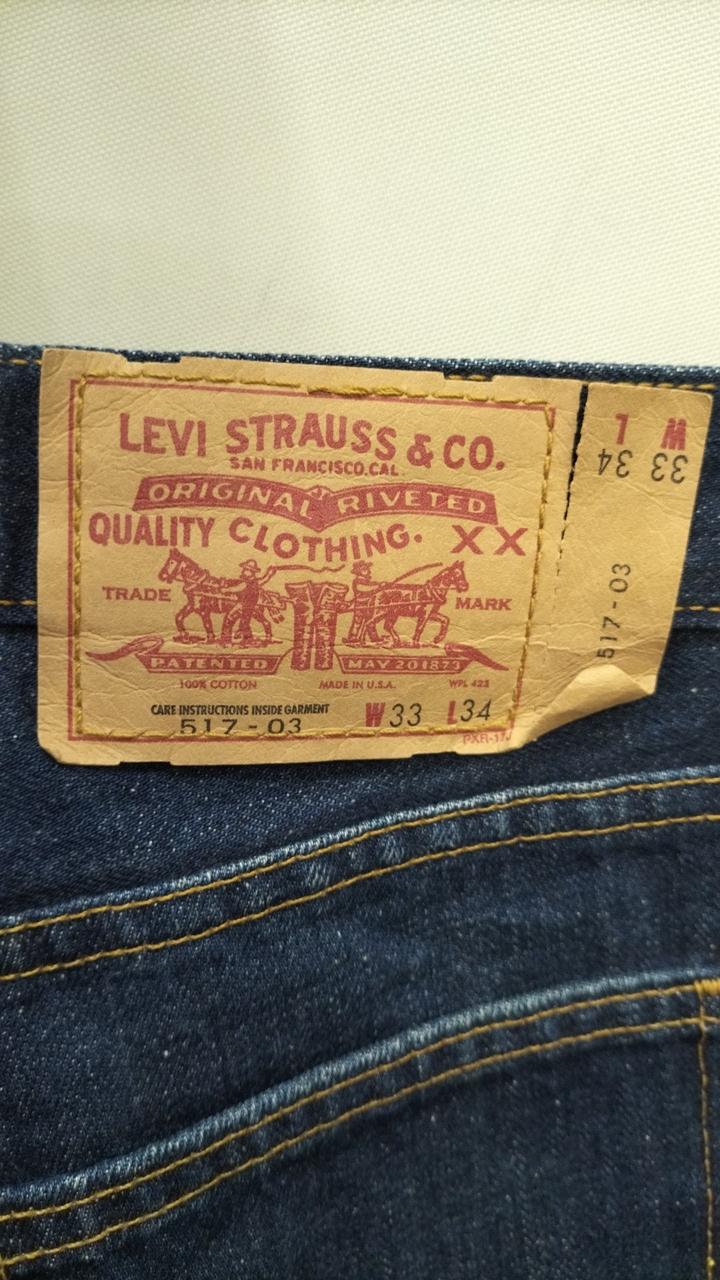 LEVI STRAUSS & CO.
SAN FRANCISCO,CAL.
ORIGINAL RIVETED
QUALITY CLOTHING. XX
TRADE MARK
PATENTED MAY 20 1873
100% COTTON MADE IN U.S.A. WPL 423
CARE INSTRUCTIONS INSIDE GARMENT
517-03 W33 L34
W L
33 34
517-03